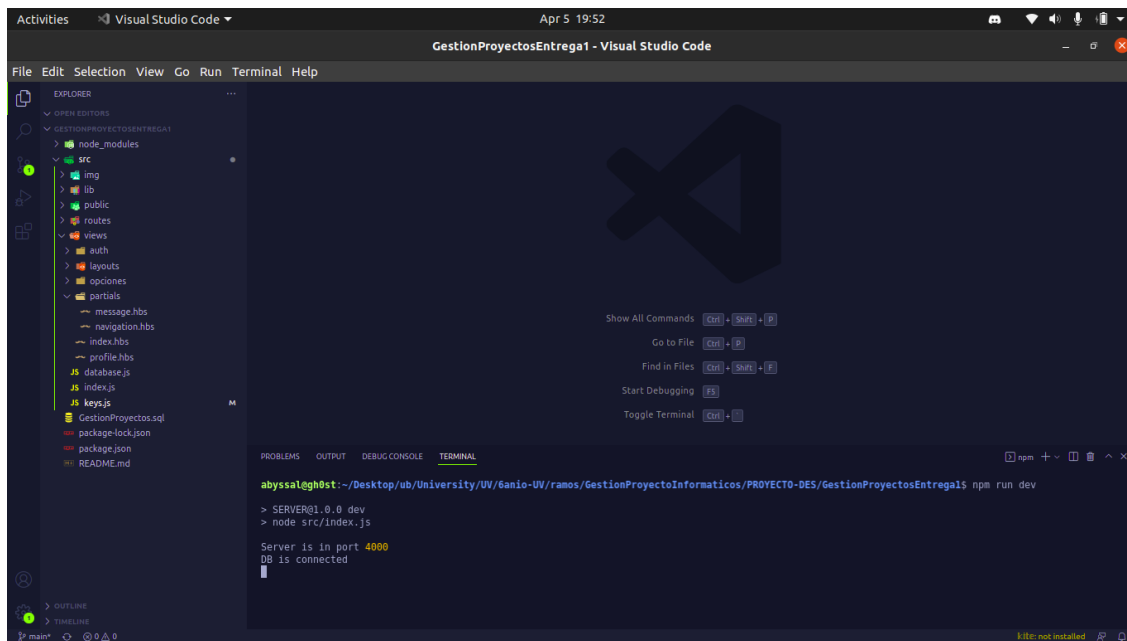 Activities Visual Studio Code Apr 5 19:52
GestionProyectosEntrega1 - Visual Studio Code
File Edit Selection View Go Run Terminal Help
EXPLORER
OPEN EDITORS
GESTIONPROYECTOSENTREGA1
node_modules
src
img
lib
public
routes
views
auth
layouts
opciones
partials
message.hbs
navigation.hbs
index.hbs
profile.hbs
JS database.js
JS index.js
JS keys.js M
GestionProyectos.sql
package-lock.json
package.json
README.md
OUTLINE
TIMELINE
Show All Commands Ctrl + Shift + P
Go to File Ctrl + P
Find in Files Ctrl + Shift + F
Start Debugging F5
Toggle Terminal Ctrl + `
PROBLEMS OUTPUT DEBUG CONSOLE TERMINAL npm
abyssal@gh0st:~/Desktop/ub/University/UV/6anio-UV/ramos/GestionProyectoInformaticos/PROYECTO-DES/GestionProyectosEntrega1$ npm run dev
> SERVER@1.0.0 dev
> node src/index.js
Server is in port 4000
DB is connected
main* 0 0 kite: not installed